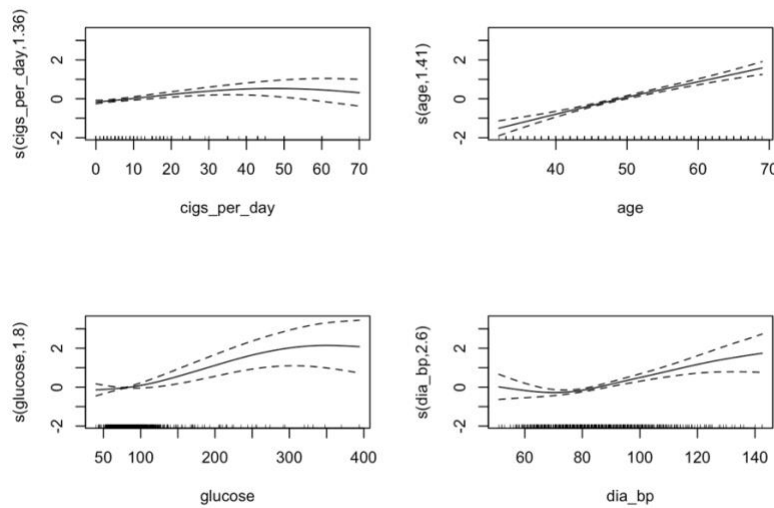 s(cigs_per_day,1.36)
2
0
-2
0 10 20 30 40 50 60 70
cigs_per_day
s(age,1.41)
2
0
-2
40 50 60 70
age
s(glucose,1.8)
2
0
-2
50 100 200 300 400
glucose
s(dia_bp,2.6)
2
0
-2
60 80 100 120 140
dia_bp